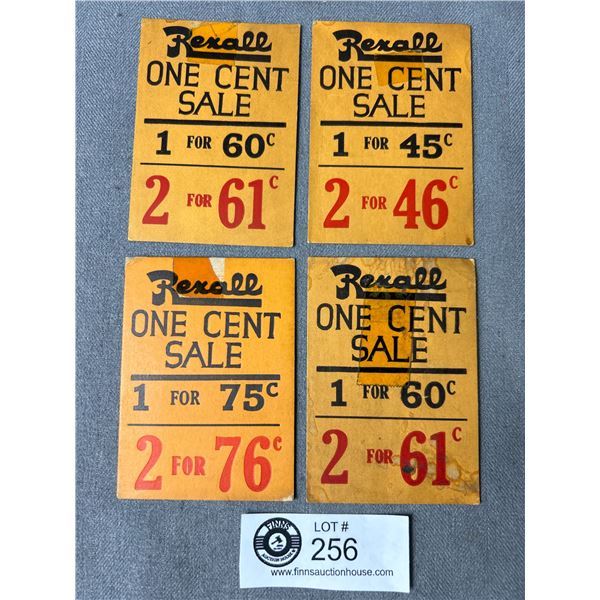 Rexall
ONE CENT
SALE
1 FOR 60c
2 FOR 61c
Rexall
ONE CENT
SALE
1 FOR 45c
2 FOR 46c
Rexall
ONE CENT
SALE
1 FOR 75c
2 FOR 76c
Rexall
ONE CENT
SALE
1 FOR 60c
2 FOR 61c
FINNS
AUCTION HOUSE
LOT #
256
www.finnsauctionhouse.com